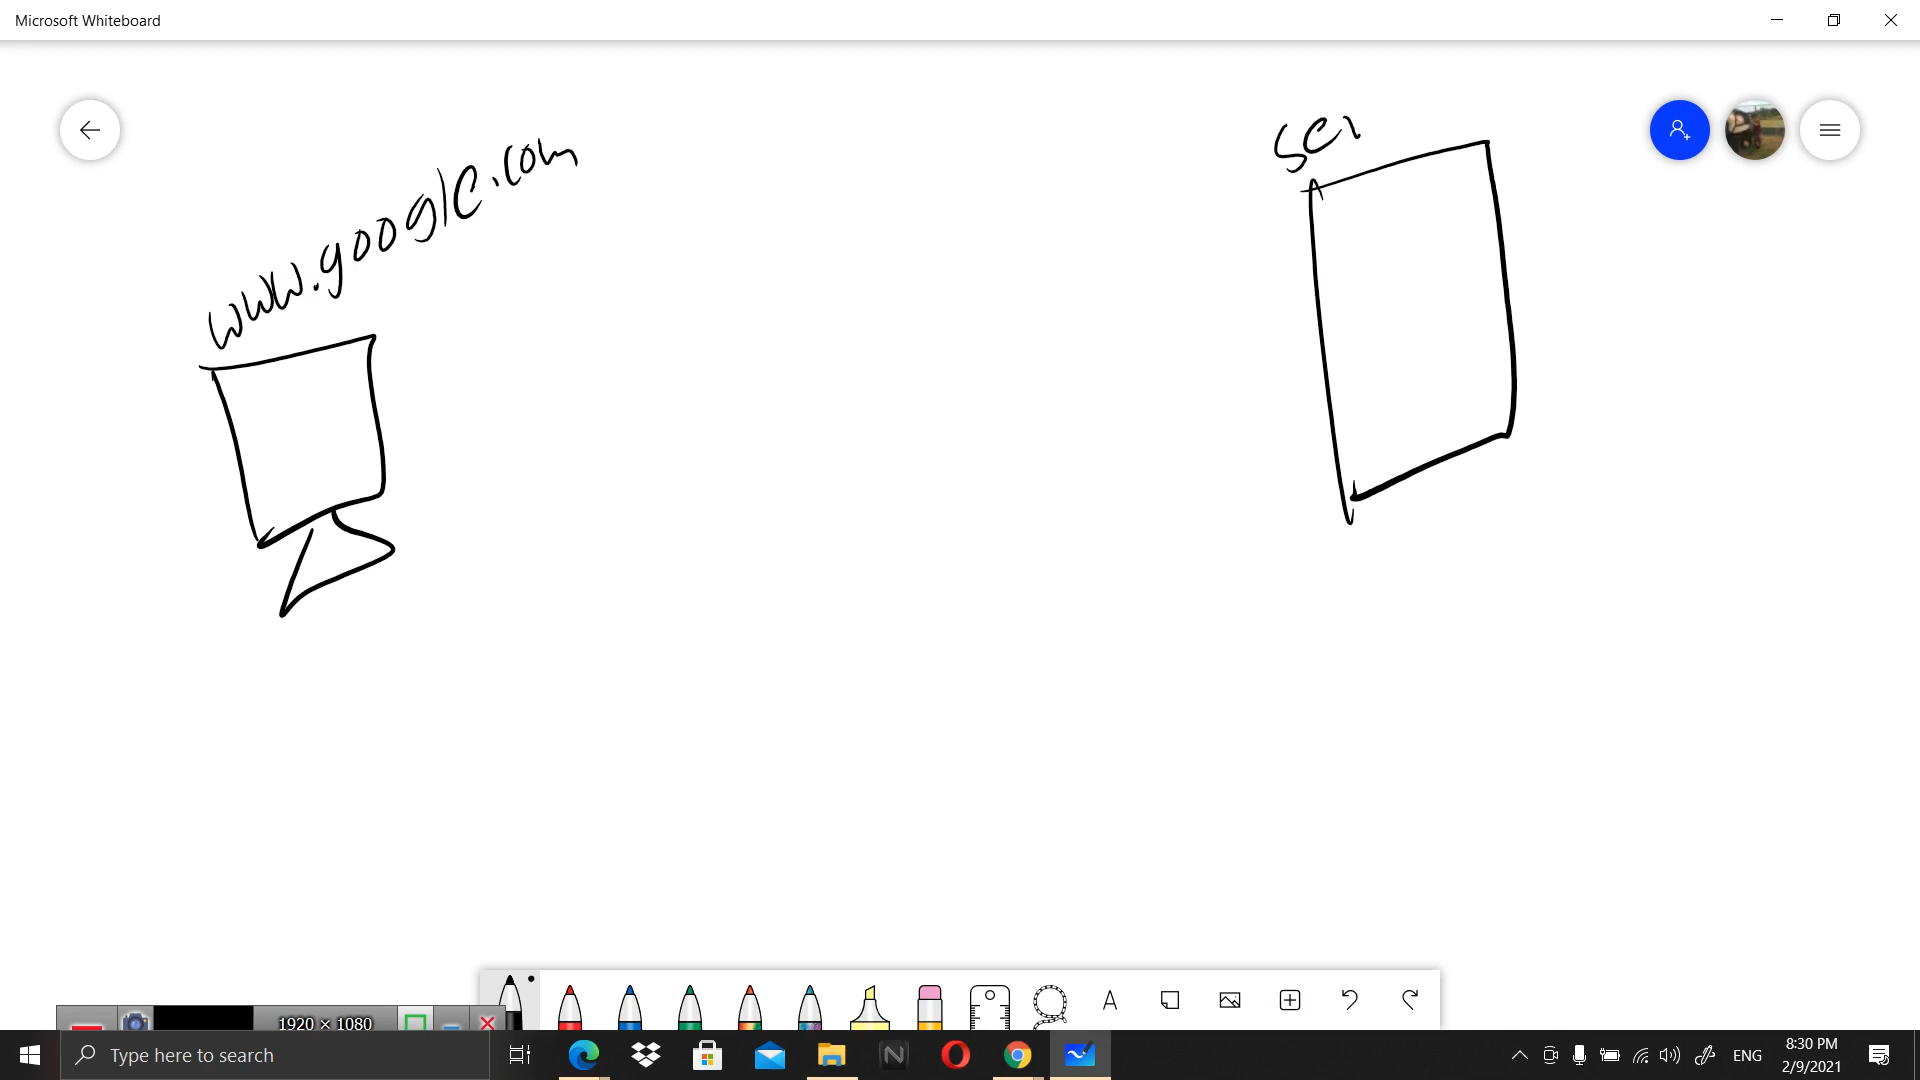 Microsoft Whiteboard
www.google.com
1920 × 1080
Type here to search
ENG
8:30 PM
2/9/2021